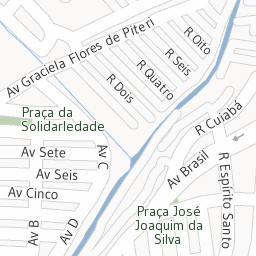 Av Graciela Flores de Piteri
R Oito
R Seis
R Quatro
R Dois
Praça da
Solidarledade
R Cuiabá
Av Sete
Av C
Av Brasil
Av Seis
R Espírito Santo
Av Cinco
Praça José
Joaquim da
Silva
Av B
Av D